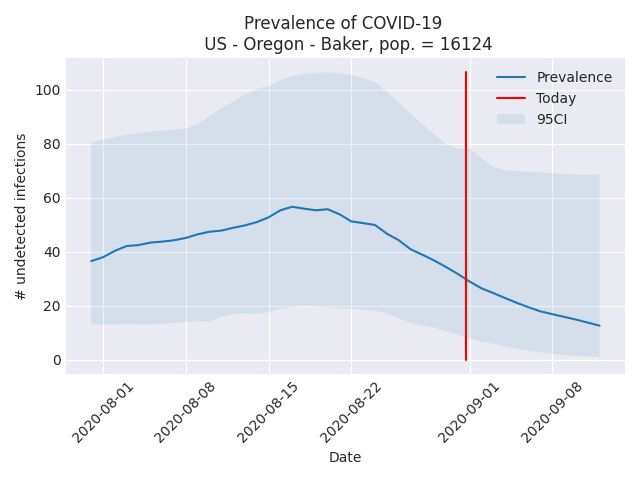 Prevalence of COVID-19
US - Oregon - Baker, pop. = 16124
Prevalence
Today
95CI
# undetected infections
100
80
60
40
20
0
2020-08-01
2020-08-08
2020-08-15
2020-08-22
2020-09-01
2020-09-08
Date